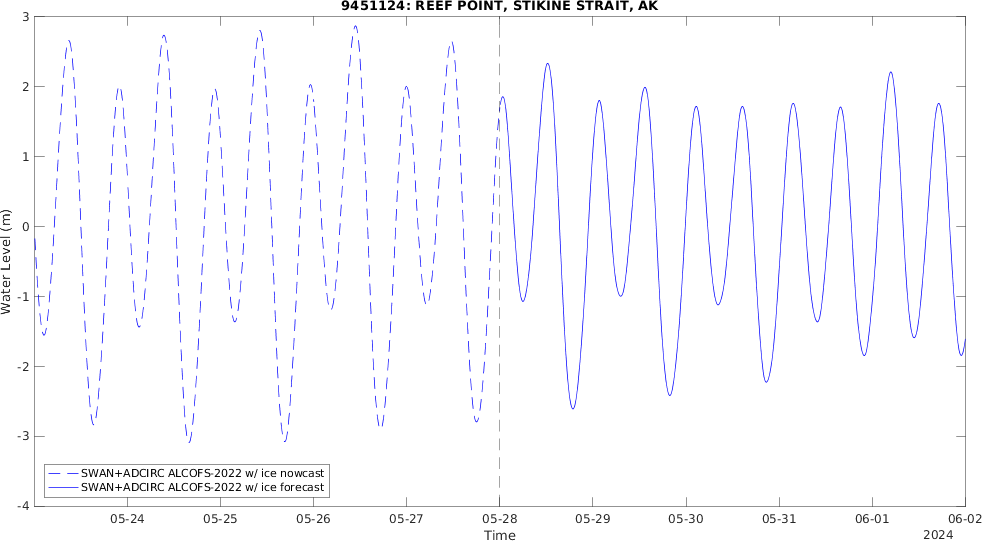 9451124: REEF POINT, STIKINE STRAIT, AK
3
2
1
0
-1
-2
-3
-4
Water Level (m)
SWAN+ADCIRC ALCOFS-2022 w/ ice nowcast
SWAN+ADCIRC ALCOFS-2022 w/ ice forecast
05-24 05-25 05-26 05-27 05-28 05-29 05-30 05-31 06-01 06-02
Time
2024